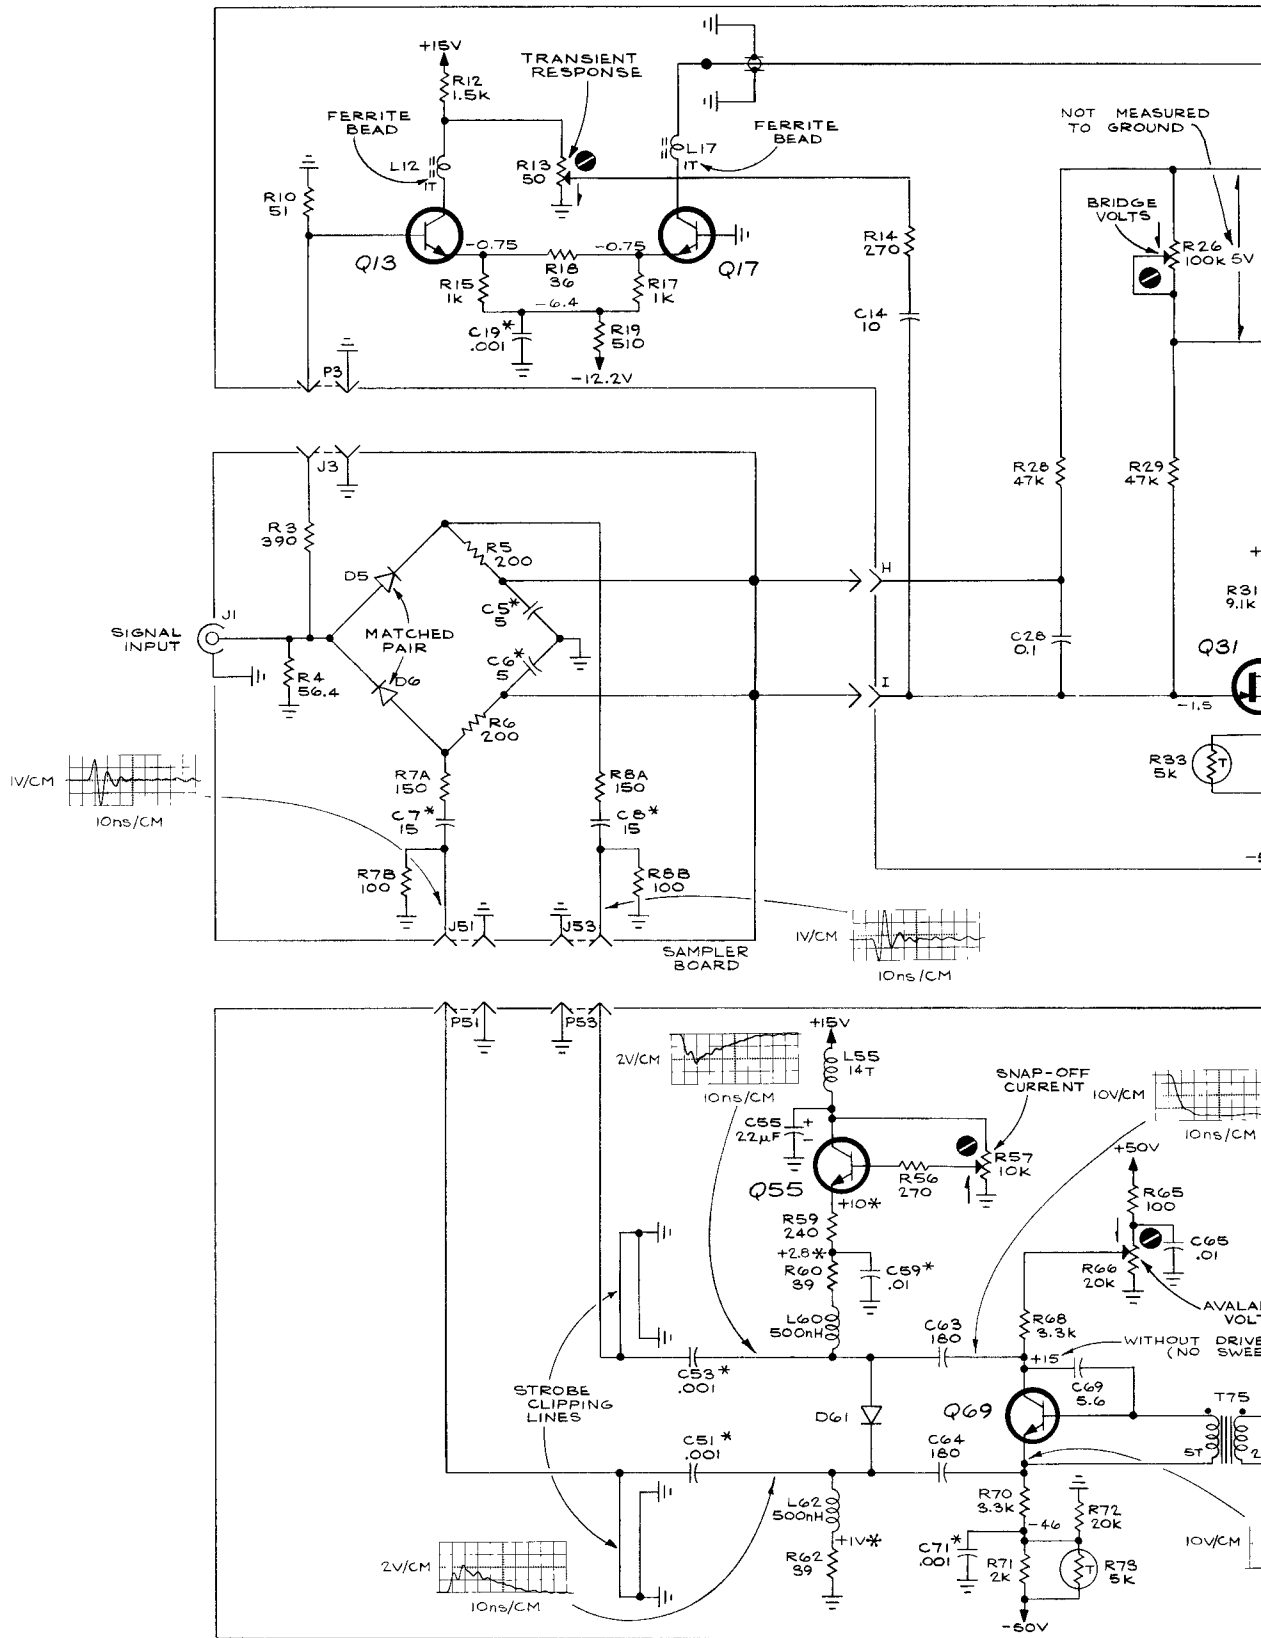 +15V
R12
1.5K
TRANSIENT
RESPONSE
FERRITE
BEAD
L12
1T
R13
50
L17
1T
FERRITE
BEAD
NOT MEASURED
TO GROUND
R10
51
BRIDGE
VOLTS
R26
100K
5V
R14
270
Q13
-0.75
R18
36
-0.75
Q17
R15
1K
-6.4
R17
1K
C19*
.001
R19
510
-12.2V
C14
10
P3
J3
R3
390
R28
47K
R29
47K
D5
R5
200
H
C5*
5
R31
9.1K
J1
SIGNAL
INPUT
MATCHED
PAIR
C28
0.1
Q31
R4
56.4
D6
C6*
5
R6
200
I
-1.5
R33
5K
T
1V/CM
10ns/CM
R7A
150
C7*
15
R8A
150
C8*
15
R7B
100
R8B
100
J51
J53
SAMPLER
BOARD
1V/CM
10ns/CM
P51
P53
2V/CM
10ns/CM
+15V
L55
14T
SNAP-OFF
CURRENT
10V/CM
10ns/CM
C55
22µF
+
-
R57
10K
R56
270
Q55
+10*
+50V
R65
100
R59
240
+2.8*
R60
39
C59*
.01
C65
.01
R66
20K
L60
500nH
C63
180
R68
3.3K
AVALA
VOLT
WITHOUT DRIVE
(NO SWEE
+15
C53*
.001
C69
5.6
STROBE
CLIPPING
LINES
D61
Q69
T75
5T
2
C51*
.001
C64
180
L62
500nH
R70
3.3K
-46
R72
20K
+1V*
R62
39
C71*
.001
R71
2K
T
R73
5K
10V/CM
2V/CM
10ns/CM
-50V